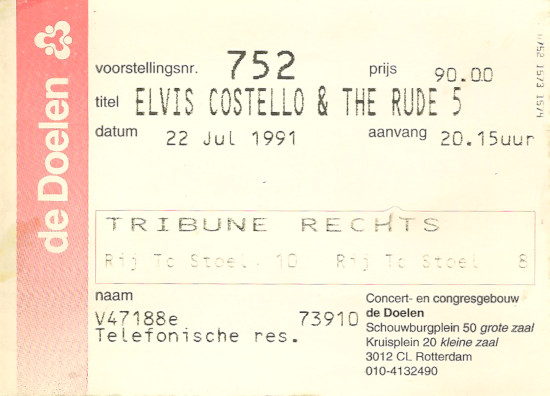 de Doelen
voorstellingsnr. 752 prijs 90.00
titel ELVIS COSTELLO & THE RUDE 5
datum 22 Jul 1991 aanvang 20.15uur
TRIBUNE RECHTS
Rij Tc Stoel 10 Rij Tc Stoel 8
naam
V47188e 73910
Telefonische res.
Concert- en congresgebouw
de Doelen
Schouwburgplein 50 grote zaal
Kruisplein 20 kleine zaal
3012 CL Rotterdam
010-4132490